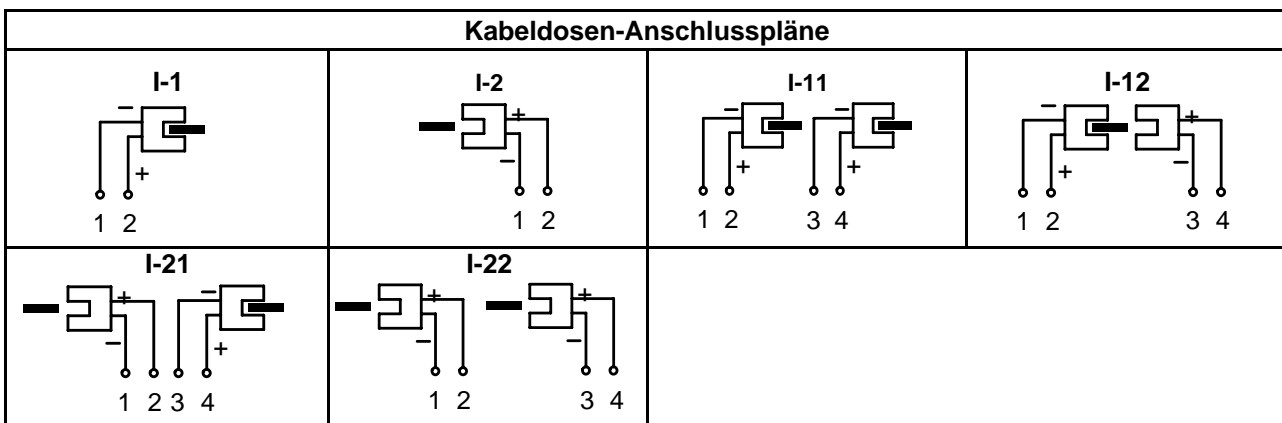 Kabeldosen-Anschlusspläne
I-1
−
+
1 2
I-2
+
−
1 2
I-11
− −
+ +
1 2 3 4
I-12
− +
+ −
1 2 3 4
I-21
+ −
− +
1 2 3 4
I-22
+ +
− −
1 2 3 4